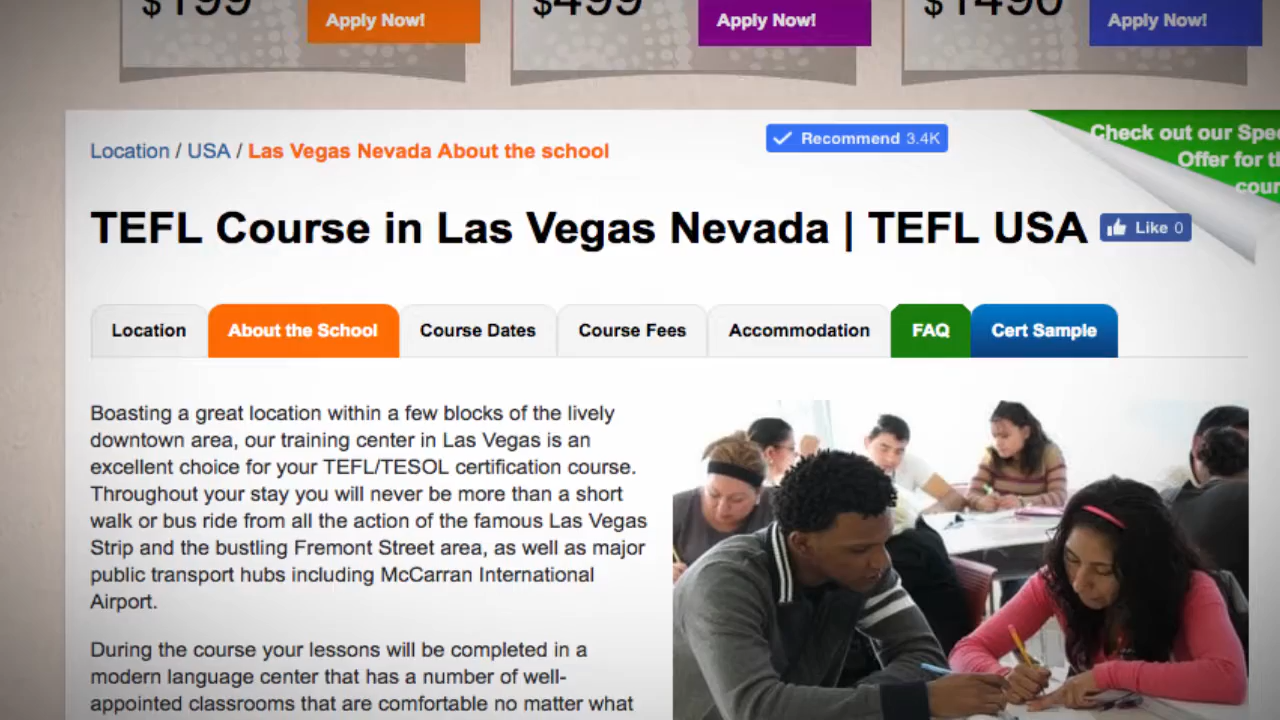 $199
$499
$1490
Apply Now!
Apply Now!
Apply Now!
Location / USA / Las Vegas Nevada About the school
Recommend 3.4K
Check out our Spe
Offer for t
cour
TEFL Course in Las Vegas Nevada | TEFL USA
Like 0
Location
About the School
Course Dates
Course Fees
Accommodation
FAQ
Cert Sample
Boasting a great location within a few blocks of the lively
downtown area, our training center in Las Vegas is an
excellent choice for your TEFL/TESOL certification course.
Throughout your stay you will never be more than a short
walk or bus ride from all the action of the famous Las Vegas
Strip and the bustling Fremont Street area, as well as major
public transport hubs including McCarran International
Airport.
During the course your lessons will be completed in a
modern language center that has a number of well-
appointed classrooms that are comfortable no matter what